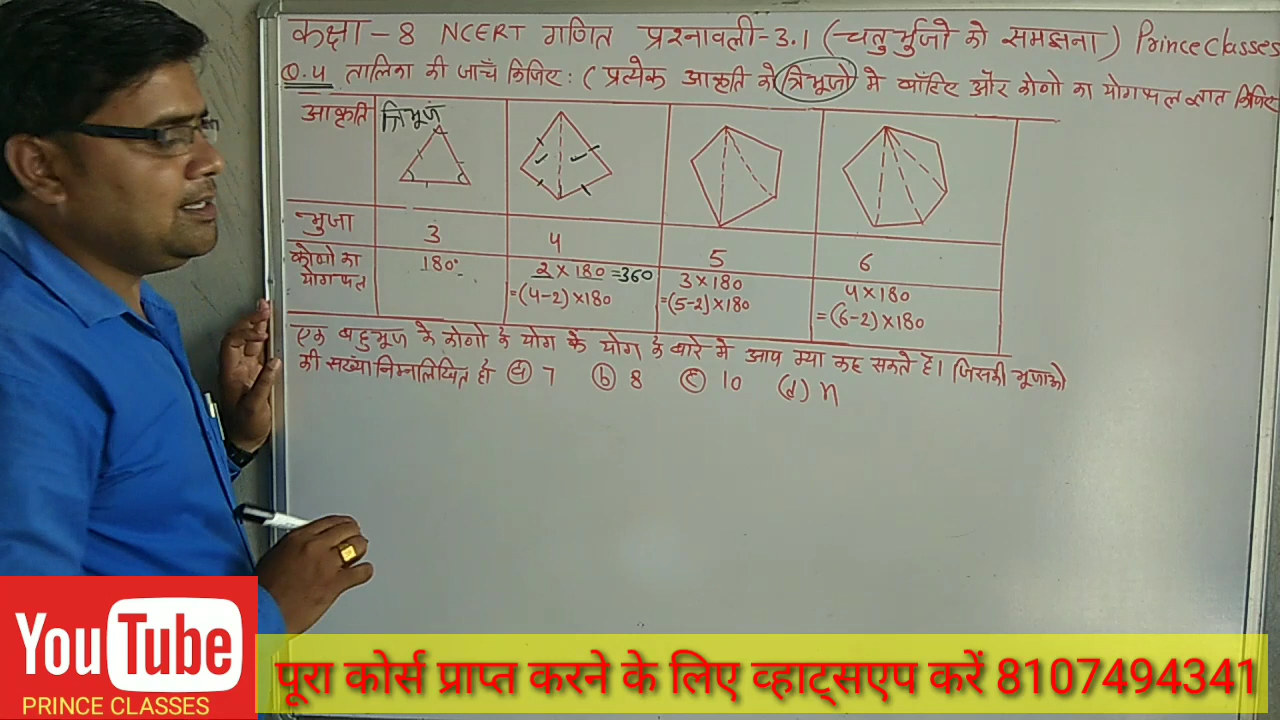 कक्षा - 8 NCERT गणित प्रश्नावली - 3.1 (चतुर्भुजो को समझना) Prince Classes
Q.4 तालिका की जाँच किजिए : ( प्रत्येक आकृति को त्रिभूजो में बाँटिए और कोणो का योगफल ज्ञात किजिए
आकृति त्रिभूज
भुजा 3 4 5 6
कोणो का योगफल 180° 2 × 180 = 360 3 × 180 4 × 180
= (4-2) × 180 = (5-2) × 180 = (6-2) × 180
एक बहुभूज के कोणो के योग के योग के बारे मे आप क्या कह सकते है। जिसकी भूजाओ
की संख्या निम्नलिखित हो (a) 7 (b) 8 (c) 10 (d) n
YouTube
PRINCE CLASSES
पूरा कोर्स प्राप्त करने के लिए व्हाट्सएप करें 8107494341